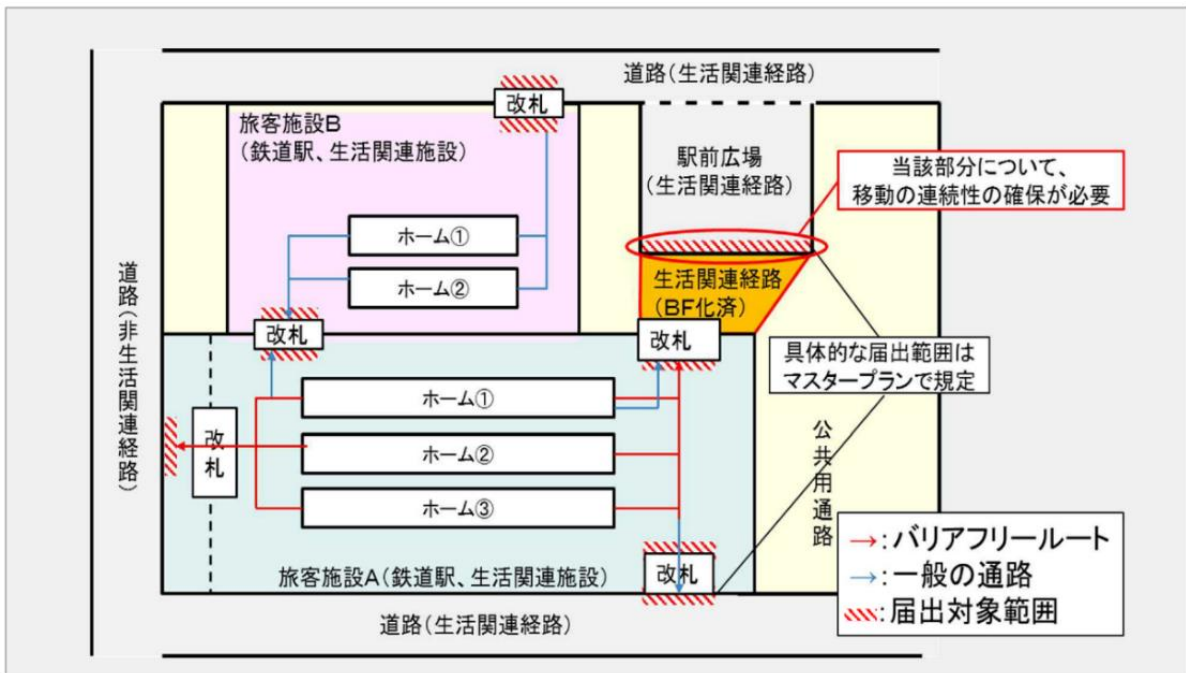 道路(生活関連経路)
改札
旅客施設B
(鉄道駅、生活関連施設)
駅前広場
(生活関連経路)
当該部分について、
移動の連続性の確保が必要
ホーム①
ホーム②
生活関連経路
(BF化済)
道路(非生活関連経路)
改札
改札
具体的な届出範囲は
マスタープランで規定
ホーム①
改札
ホーム②
ホーム③
公共用通路
→:バリアフリールート
→:一般の通路
:届出対象範囲
旅客施設A(鉄道駅、生活関連施設)
改札
道路(生活関連経路)